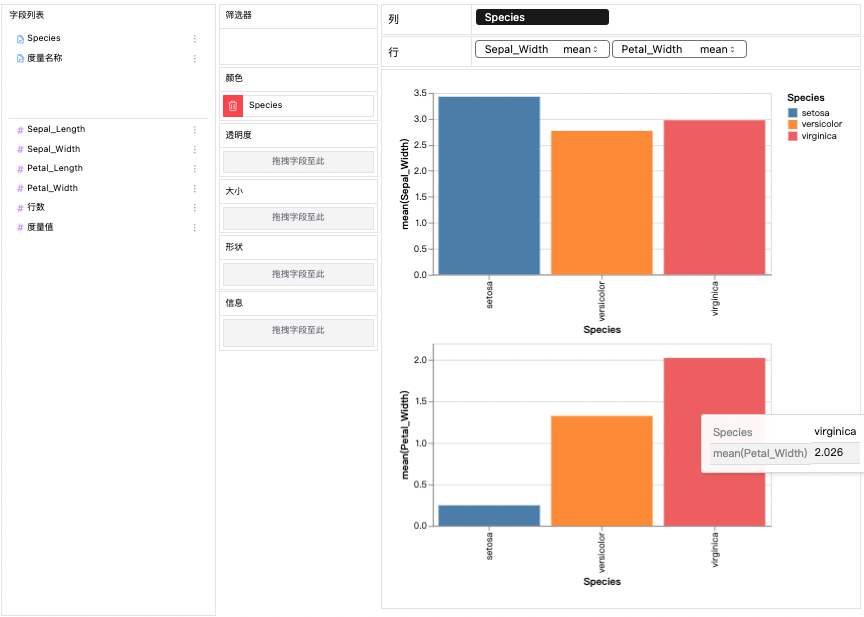 字段列表
Species
度量名称
Sepal_Length
Sepal_Width
Petal_Length
Petal_Width
行数
度量值
筛选器
颜色
Species
透明度
拖拽字段至此
大小
拖拽字段至此
形状
拖拽字段至此
信息
拖拽字段至此
列
Species
行
Sepal_Width mean
Petal_Width mean
mean(Sepal_Width)
3.5
3.0
2.5
2.0
1.5
1.0
0.5
0.0
setosa
versicolor
virginica
Species
Species
setosa
versicolor
virginica
mean(Petal_Width)
2.0
1.5
1.0
0.5
0.0
setosa
versicolor
virginica
Species
Species virginica
mean(Petal_Width) 2.026